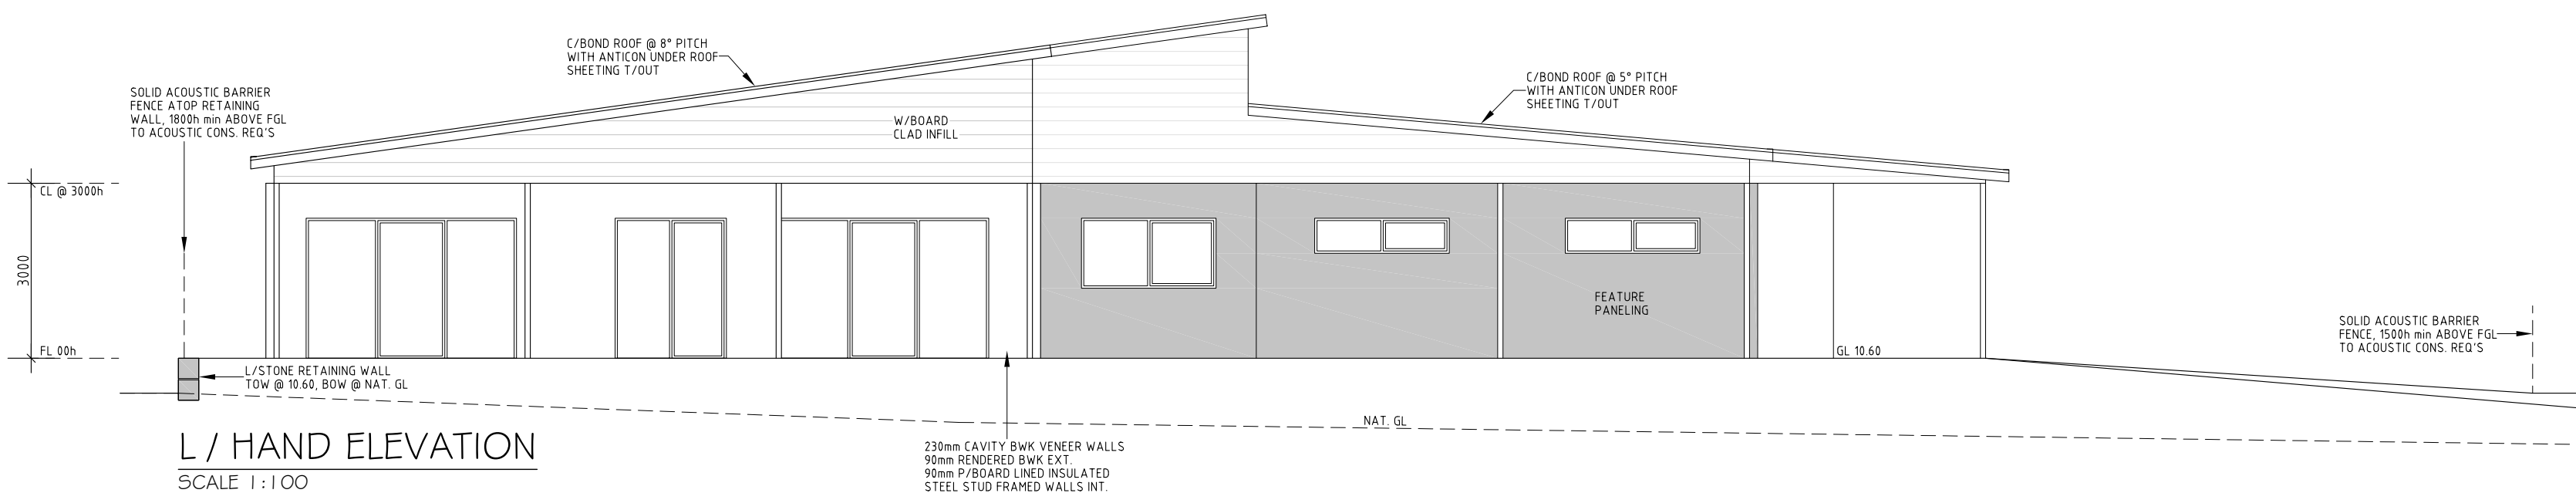 C/BOND ROOF @ 8° PITCH
WITH ANTICON UNDER ROOF
SHEETING T/OUT
C/BOND ROOF @ 5° PITCH
WITH ANTICON UNDER ROOF
SHEETING T/OUT
SOLID ACOUSTIC BARRIER
FENCE ATOP RETAINING
WALL, 1800h min ABOVE FGL
TO ACOUSTIC CONS. REQ'S
W/BOARD
CLAD INFILL
CL @ 3000h
3000
FL 00h
FEATURE
PANELING
GL 10.60
SOLID ACOUSTIC BARRIER
FENCE, 1500h min ABOVE FGL
TO ACOUSTIC CONS. REQ'S
L/STONE RETAINING WALL
TOW @ 10.60, BOW @ NAT. GL
NAT. GL
230mm CAVITY BWK VENEER WALLS
90mm RENDERED BWK EXT.
90mm P/BOARD LINED INSULATED
STEEL STUD FRAMED WALLS INT.
L / HAND ELEVATION
SCALE 1:100